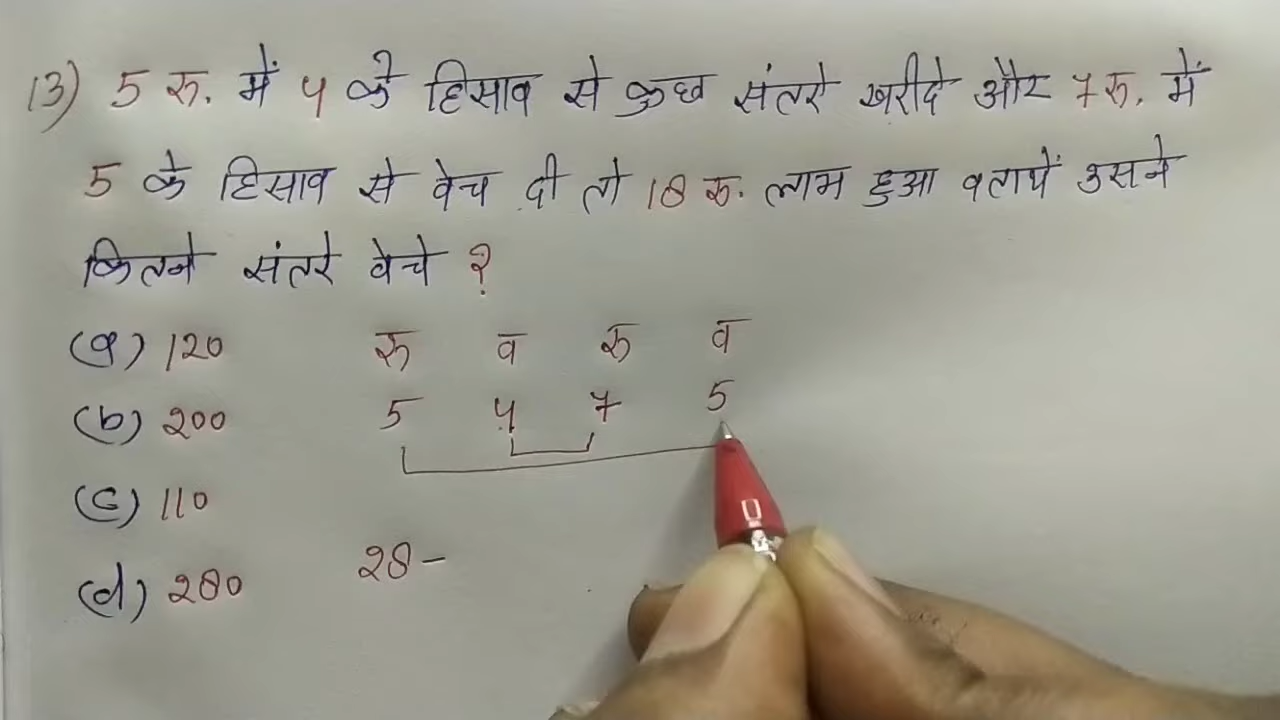 13) 5 रु. में 4 के हिसाब से कुछ संतरे खरीदे और 7 रु. में
5 के हिसाब से बेच दी तो 18 रु. लाभ हुआ बतायें उसने
कितने संतरे बेचे ?
(a) 120 रु व रु व
(b) 200 5 4 7 5
(c) 110
(d) 280 28 -